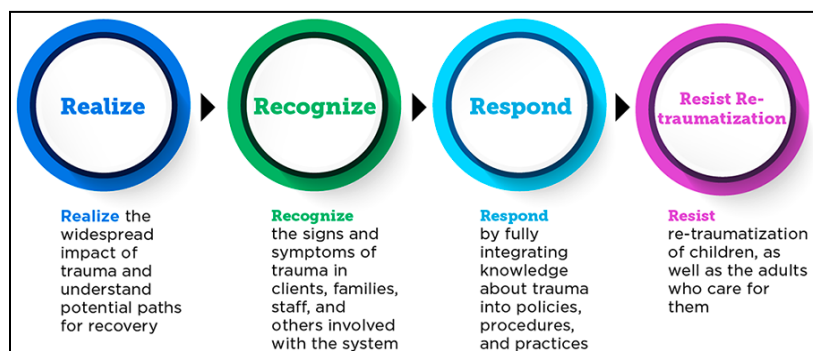 Realize
Recognize
Respond
Resist Re-
traumatization
Realize the
widespread
impact of
trauma and
understand
potential paths
for recovery
Recognize
the signs and
symptoms of
trauma in
clients, families,
staff, and
others involved
with the system
Respond
by fully
integrating
knowledge
about trauma
into policies,
procedures,
and practices
Resist
re-traumatization
of children, as
well as the adults
who care for
them